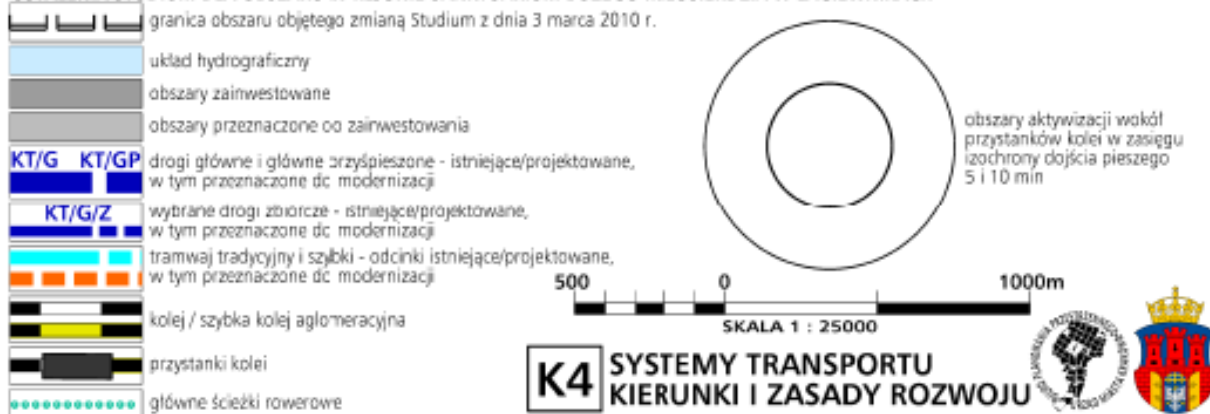 granica obszaru objętego zmianą Studium z dnia 3 marca 2010 r.
układ hydrograficzny
obszary zainwestowane
obszary przeznaczone do zainwestowania
KT/G KT/GP
drogi główne i główne przyśpieszone - istniejące/projektowane,
w tym przeznaczone do modernizacji
KT/G/Z
wybrane drogi zbiorcze - istniejące/projektowane,
w tym przeznaczone do modernizacji
tramwaj tradycyjny i szybki - odcinki istniejące/projektowane,
w tym przeznaczone do modernizacji
kolej / szybka kolej aglomeracyjna
przystanki kolei
główne ścieżki rowerowe
obszary aktywizacji wokół
przystanków kolei w zasięgu
izochrony dojścia pieszego
5 i 10 min
500 0 1000m
SKALA 1 : 25000
K4 SYSTEMY TRANSPORTU
KIERUNKI I ZASADY ROZWOJU